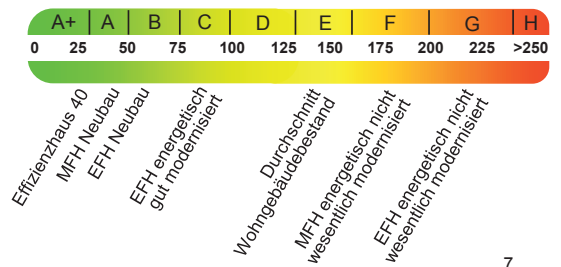 A+ A B C D E F G H
0 25 50 75 100 125 150 175 200 225 >250
Effizienzhaus 40
MFH Neubau
EFH Neubau
EFH energetisch
gut modernisiert
Durchschnitt
Wohngebäudebestand
MFH energetisch nicht
wesentlich modernisiert
EFH energetisch nicht
wesentlich modernisiert
7